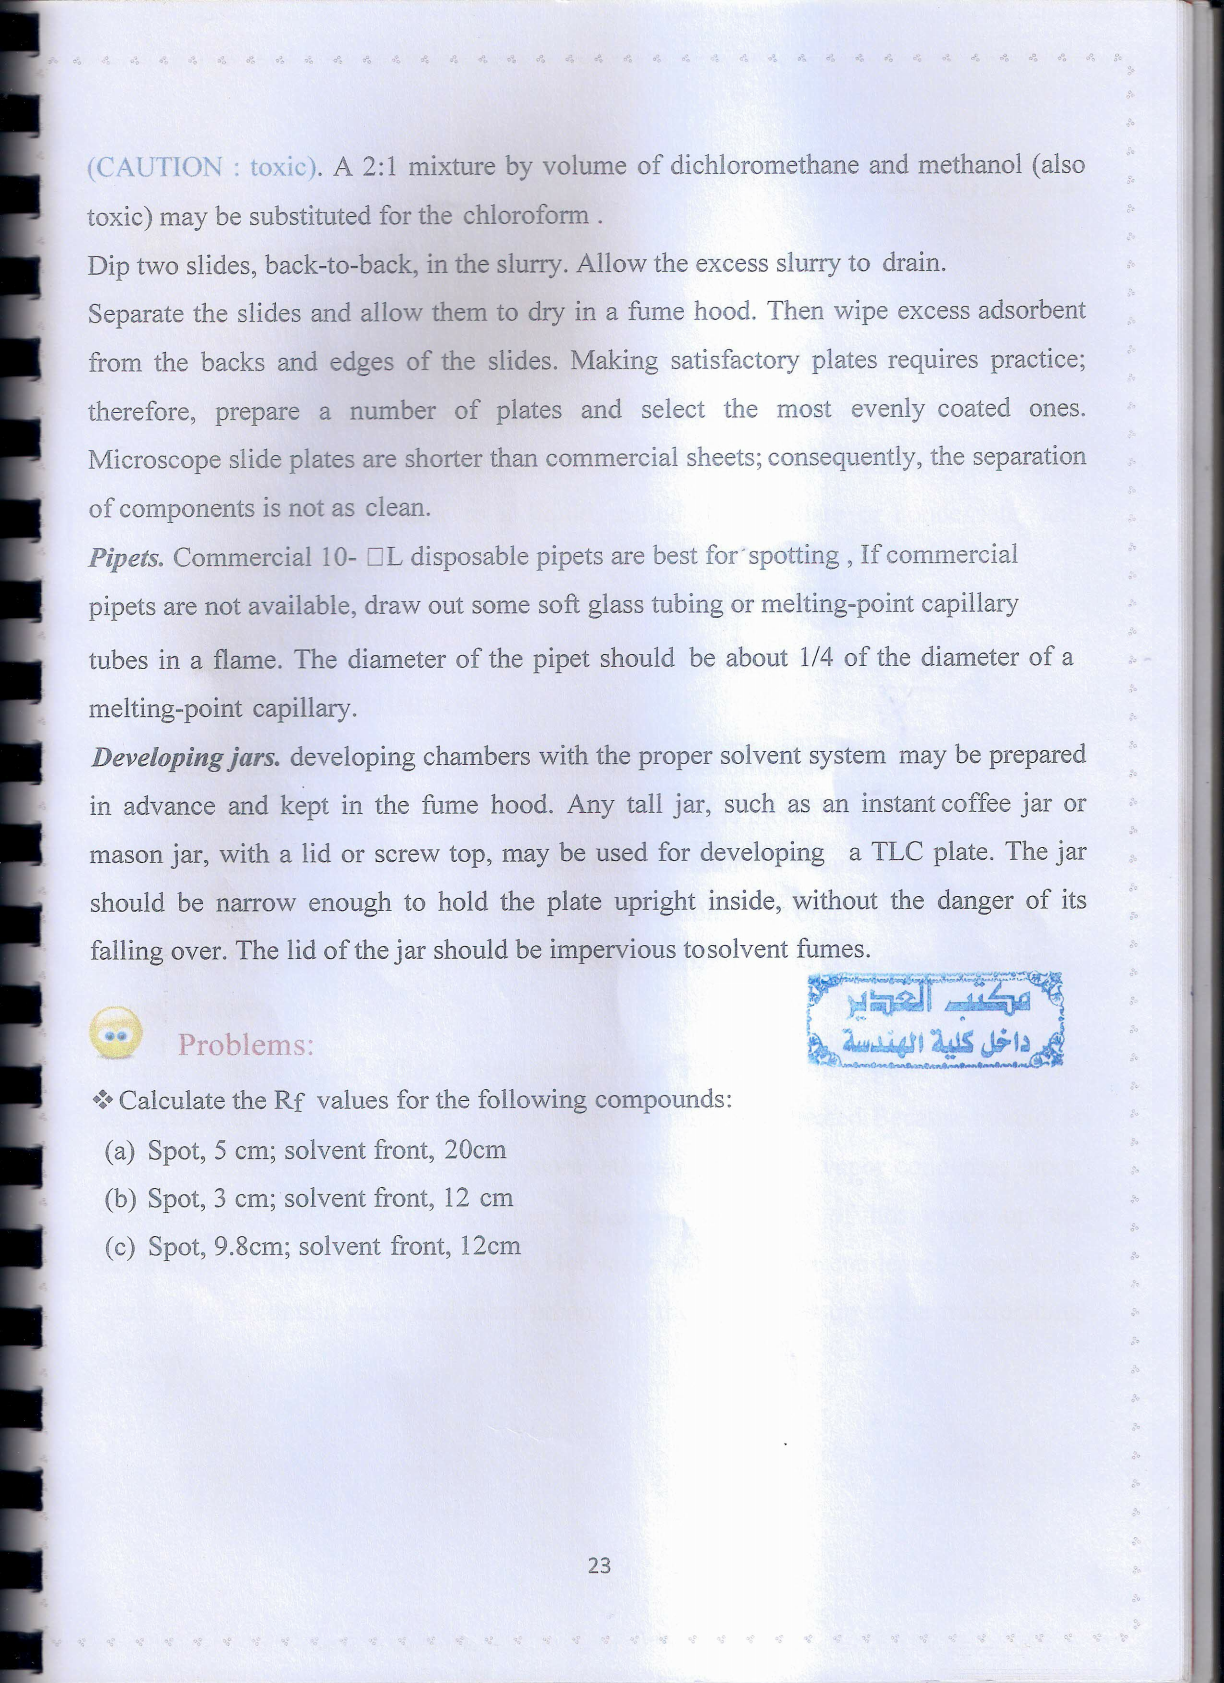 (CAUTION : toxic). A 2:1 mixture by volume of dichloromethane and methanol (also
toxic) may be substituted for the chloroform .
Dip two slides, back-to-back, in the slurry. Allow the excess slurry to drain.
Separate the slides and allow them to dry in a fume hood. Then wipe excess adsorbent
from the backs and edges of the slides. Making satisfactory plates requires practice;
therefore, prepare a number of plates and select the most evenly coated ones.
Microscope slide plates are shorter than commercial sheets; consequently, the separation
of components is not as clean.
Pipets. Commercial 10- □L disposable pipets are best for spotting , If commercial
pipets are not available, draw out some soft glass tubing or melting-point capillary
tubes in a flame. The diameter of the pipet should be about 1/4 of the diameter of a
melting-point capillary.
Developing jars. developing chambers with the proper solvent system may be prepared
in advance and kept in the fume hood. Any tall jar, such as an instant coffee jar or
mason jar, with a lid or screw top, may be used for developing a TLC plate. The jar
should be narrow enough to hold the plate upright inside, without the danger of its
falling over. The lid of the jar should be impervious to solvent fumes.
مكتب الغدير
داخل كلية الهندسة
Problems:
❖ Calculate the Rf values for the following compounds:
(a) Spot, 5 cm; solvent front, 20cm
(b) Spot, 3 cm; solvent front, 12 cm
(c) Spot, 9.8cm; solvent front, 12cm
23